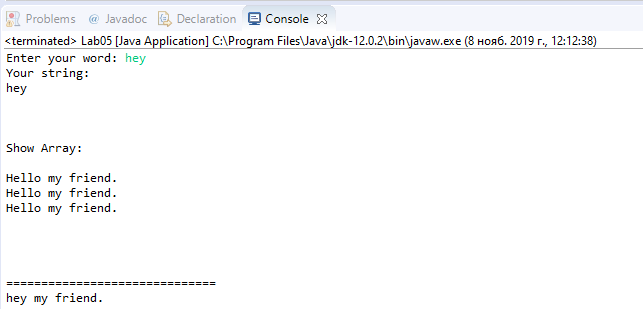 Problems @ Javadoc Declaration Console
<terminated> Lab05 [Java Application] C:\Program Files\Java\jdk-12.0.2\bin\javaw.exe (8 нояб. 2019 г., 12:12:38)
Enter your word: hey
Your string:
hey
Show Array:
Hello my friend.
Hello my friend.
Hello my friend.
==============================
hey my friend.